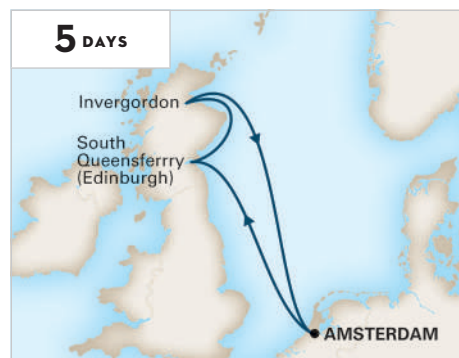 5 DAYS
Invergordon
South
Queensferrry
(Edinburgh)
AMSTERDAM